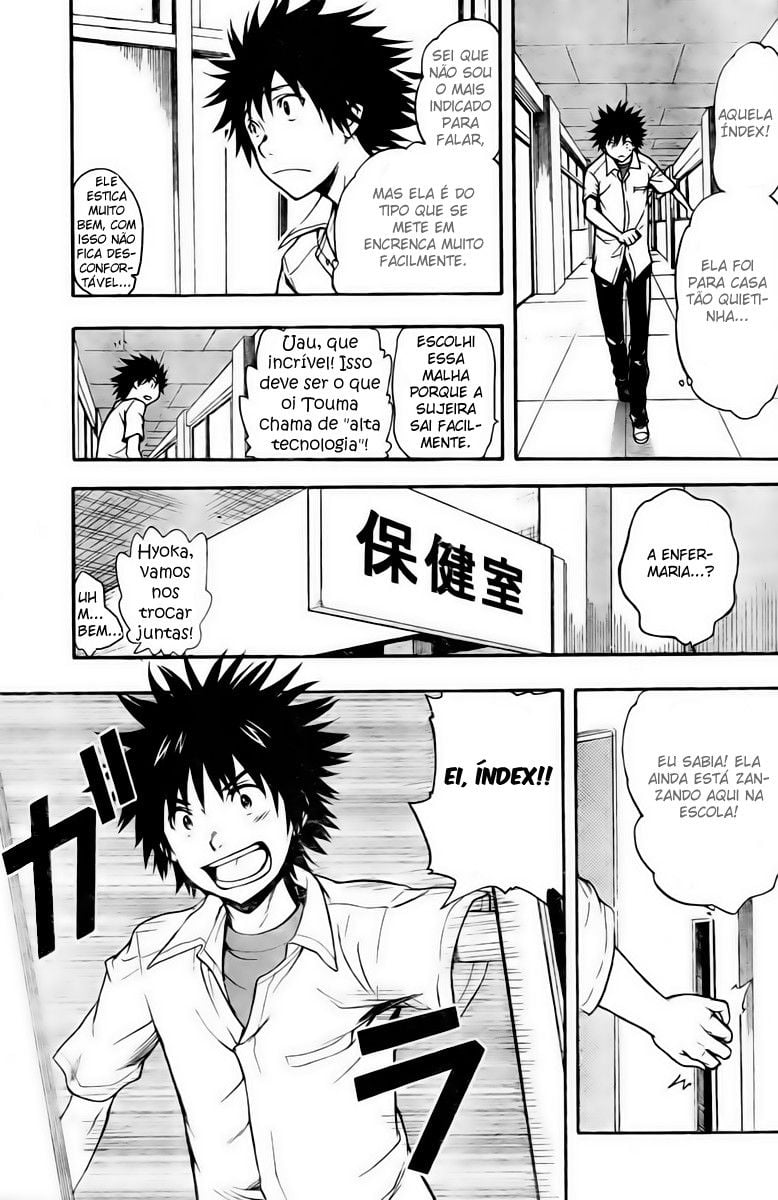 AQUELA
ÍNDEX!
ELA FOI
PARA CASA
TÃO QUIETI-
NHA...
SEI QUE
NÃO SOU
O MAIS
INDICADO
PARA
FALAR,
MAS ELA É DO
TIPO QUE SE
METE EM
ENCRENCA MUITO
FACILMENTE.
ELE
ESTICA
MUITO
BEM, COM
ISSO NÃO
FICA DES-
CONFOR-
TÁVEL...
ESCOLHI
ESSA
MALHA
PORQUE A
SUJEIRA
SAI FACIL-
MENTE.
Uau, que
incrível! Isso
deve ser o que
oi Touma
chama de "alta
tecnologia"!
A ENFER-
MARIA...?
保健室
Hyoka,
vamos
nos
trocar
juntas!
UH
M...
BEM...
EU SABIA! ELA
AINDA ESTÁ ZAN-
ZANDO AQUI NA
ESCOLA!
EI, ÍNDEX!!
ガ
ラ